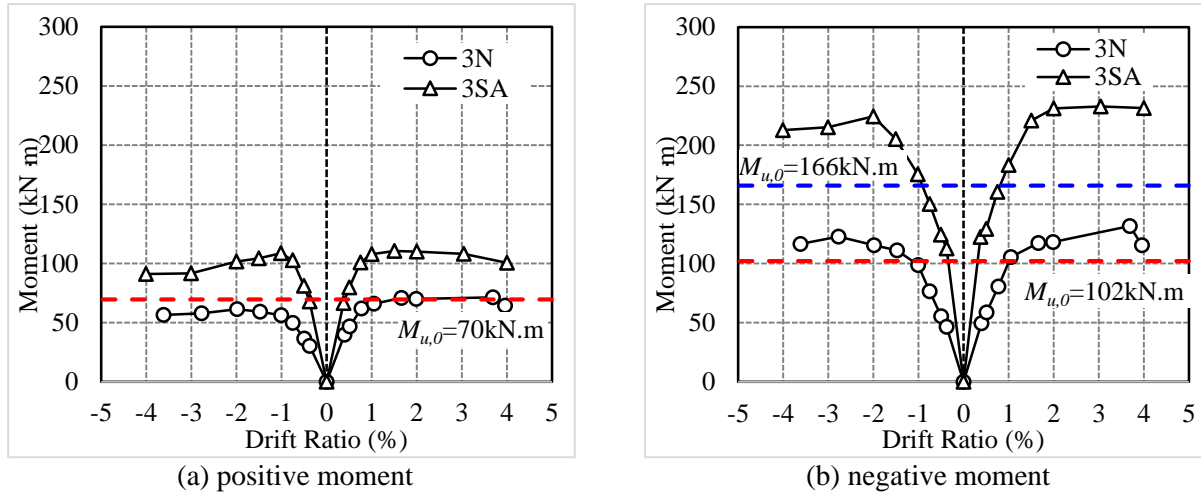 300
250
200
150
100
50
0
Moment (kN·m)
3N
3SA
M_{u,0}=70kN.m
-5 -4 -3 -2 -1 0 1 2 3 4 5
Drift Ratio (%)
(a) positive moment
300
250
200
150
100
50
0
Moment (kN·m)
3N
3SA
M_{u,0}=166kN.m
M_{u,0}=102kN.m
-5 -4 -3 -2 -1 0 1 2 3 4 5
Drift Ratio (%)
(b) negative moment